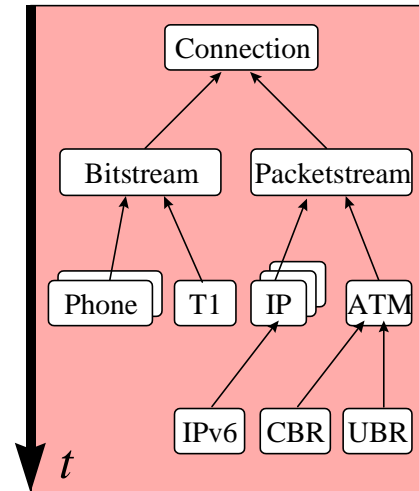 Connection
Bitstream Packetstream
Phone T1 IP ATM
IPv6 CBR UBR
t